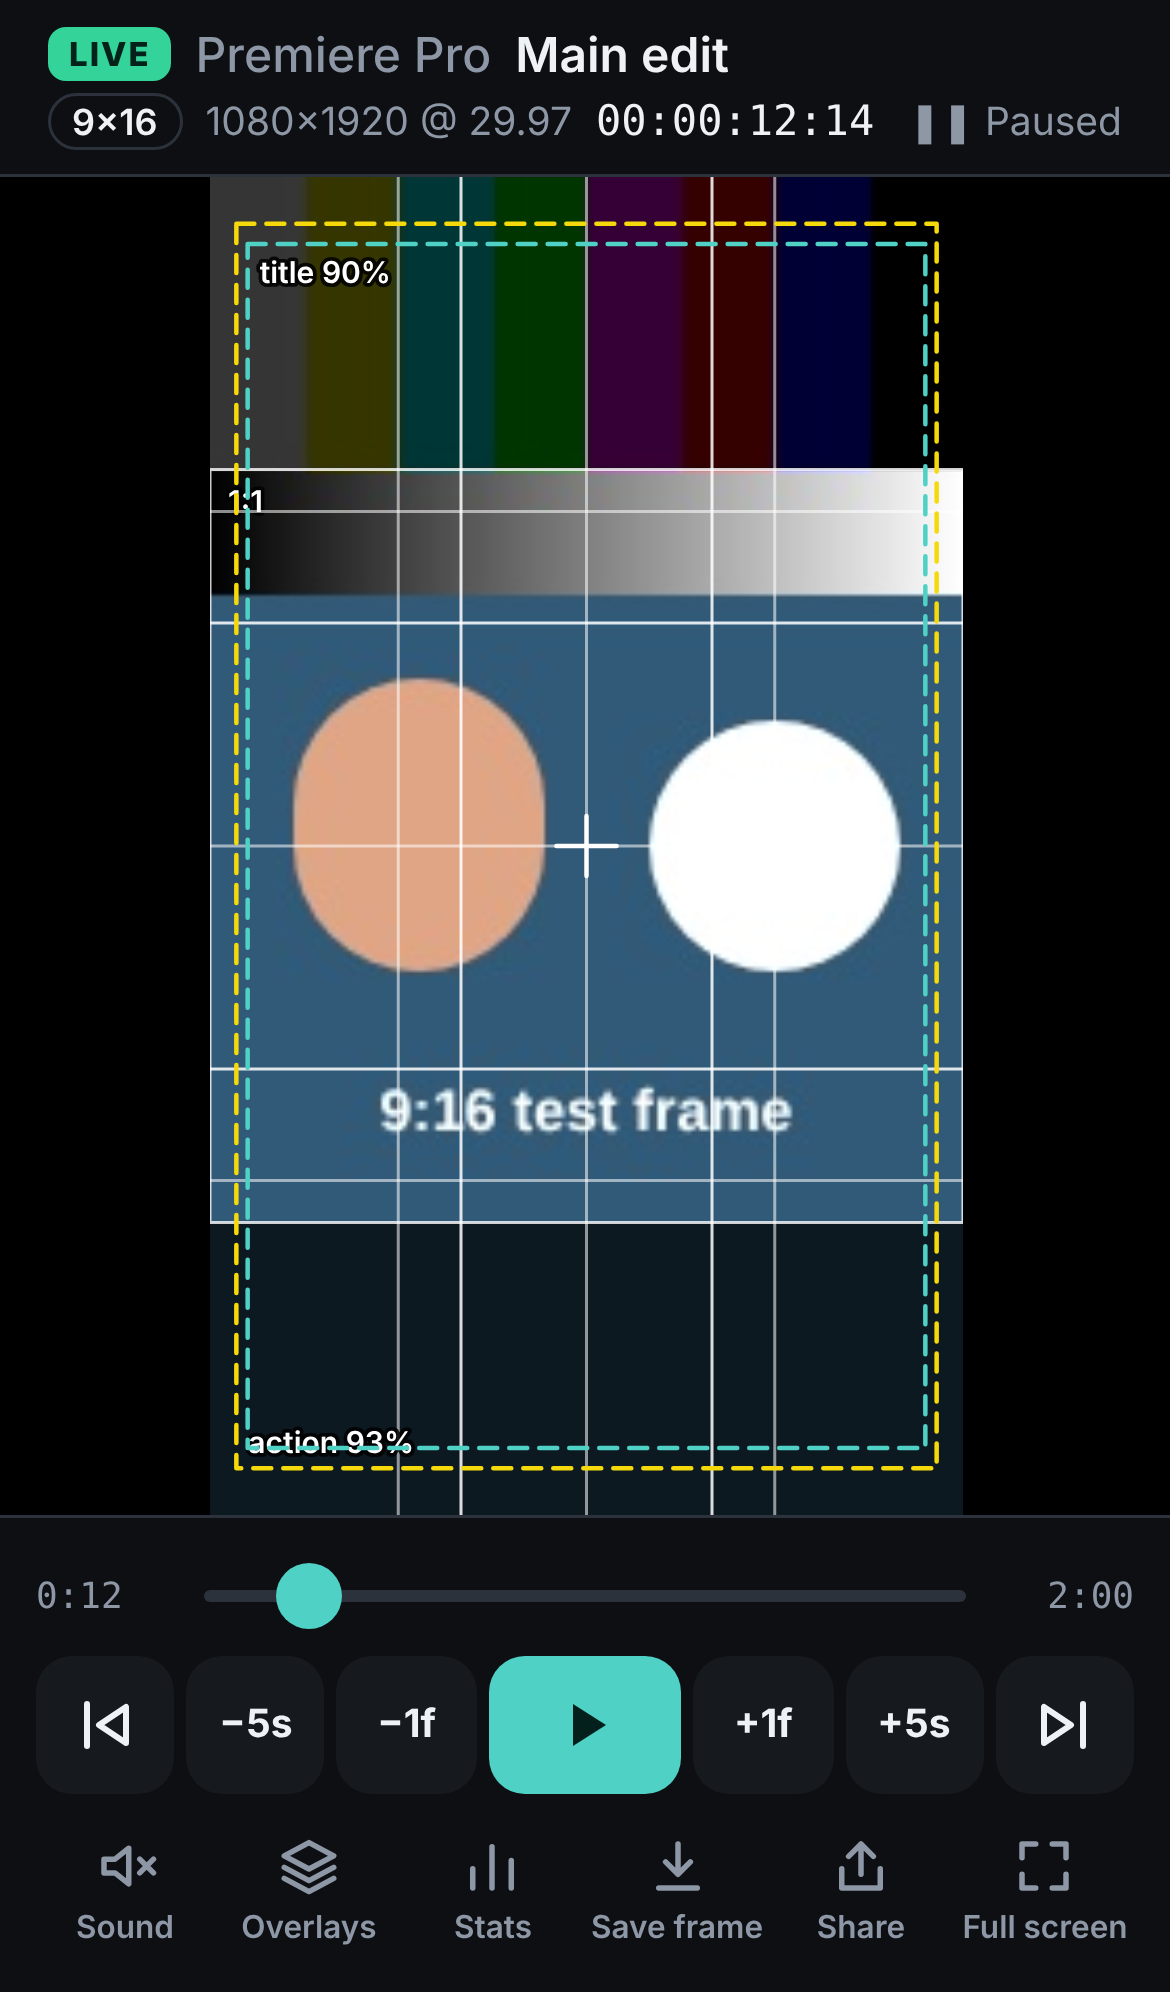 LIVE Premiere Pro Main edit
9×16 1080×1920 @ 29.97 00:00:12:14 Paused
title 90%
1:1
9:16 test frame
action 93%
0:12 2:00
−5s −1f +1f +5s
Sound Overlays Stats Save frame Share Full screen